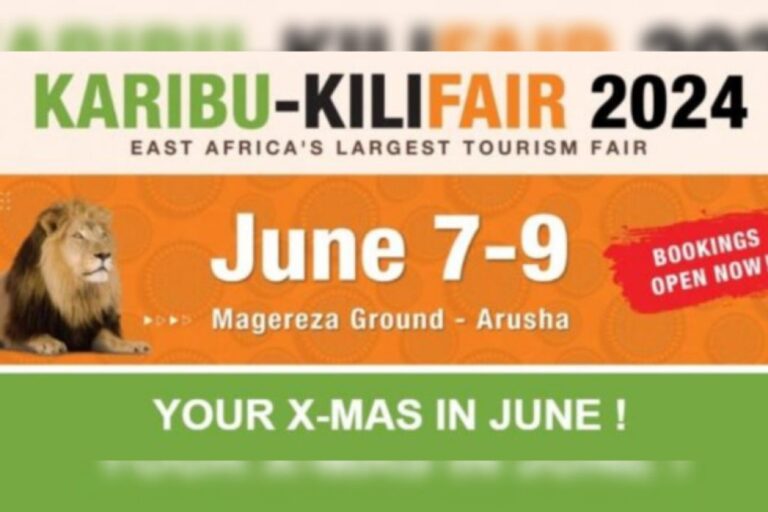 KARIBU-KILIFAIR 2024
EAST AFRICA'S LARGEST TOURISM FAIR
June 7-9
Magereza Ground - Arusha
BOOKINGS
OPEN NOW!
YOUR X-MAS IN JUNE !